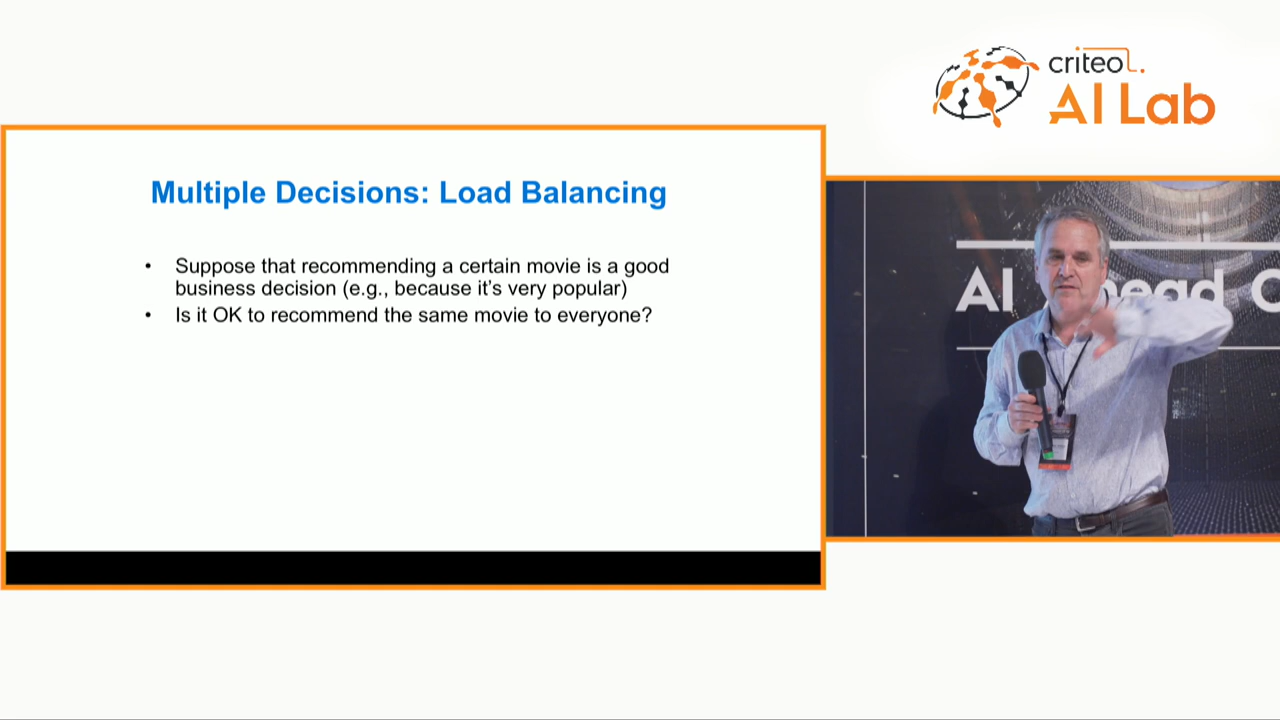 criteo
AI Lab
Multiple Decisions: Load Balancing
• Suppose that recommending a certain movie is a good
business decision (e.g., because it's very popular)
• Is it OK to recommend the same movie to everyone?
AI